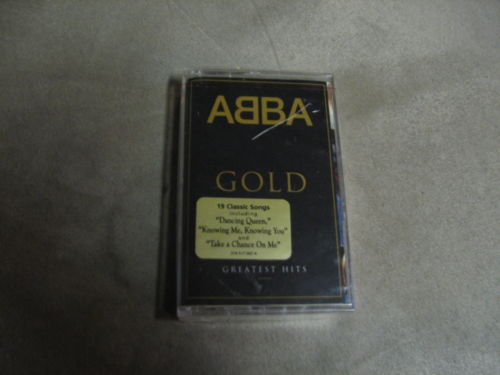 ABBA
GOLD
19 Classic Songs
including
"Dancing Queen,"
"Knowing Me, Knowing You"
and
"Take a Chance On Me"
GREATEST HITS